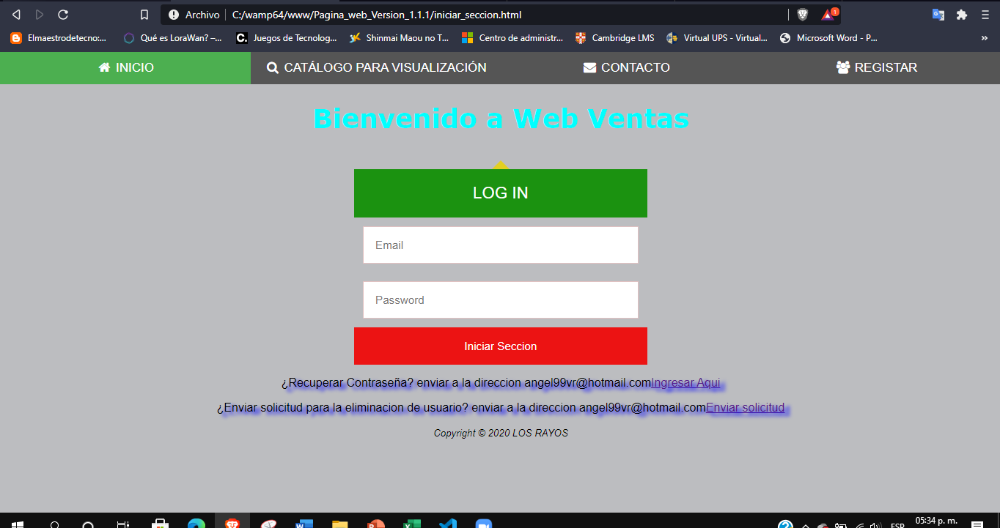 Archivo C:/wamp64/www/Pagina_web_Version_1.1.1/iniciar_seccion.html 1
Elmaestrodetecno:... Qué es LoraWan? –... Juegos de Tecnolog... Shinmai Maou no T... Centro de administr... Cambridge LMS Virtual UPS - Virtual... Microsoft Word - P... »
INICIO CATÁLOGO PARA VISUALIZACIÓN CONTACTO REGISTAR
Bienvenido a Web Ventas
LOG IN
Email
Password
Iniciar Seccion
¿Recuperar Contraseña? enviar a la direccion angel99vr@hotmail.comIngresar Aqui
¿Enviar solicitud para la eliminacion de usuario? enviar a la direccion angel99vr@hotmail.comEnviar solicitud
Copyright © 2020 LOS RAYOS
ESP 05:34 p. m.